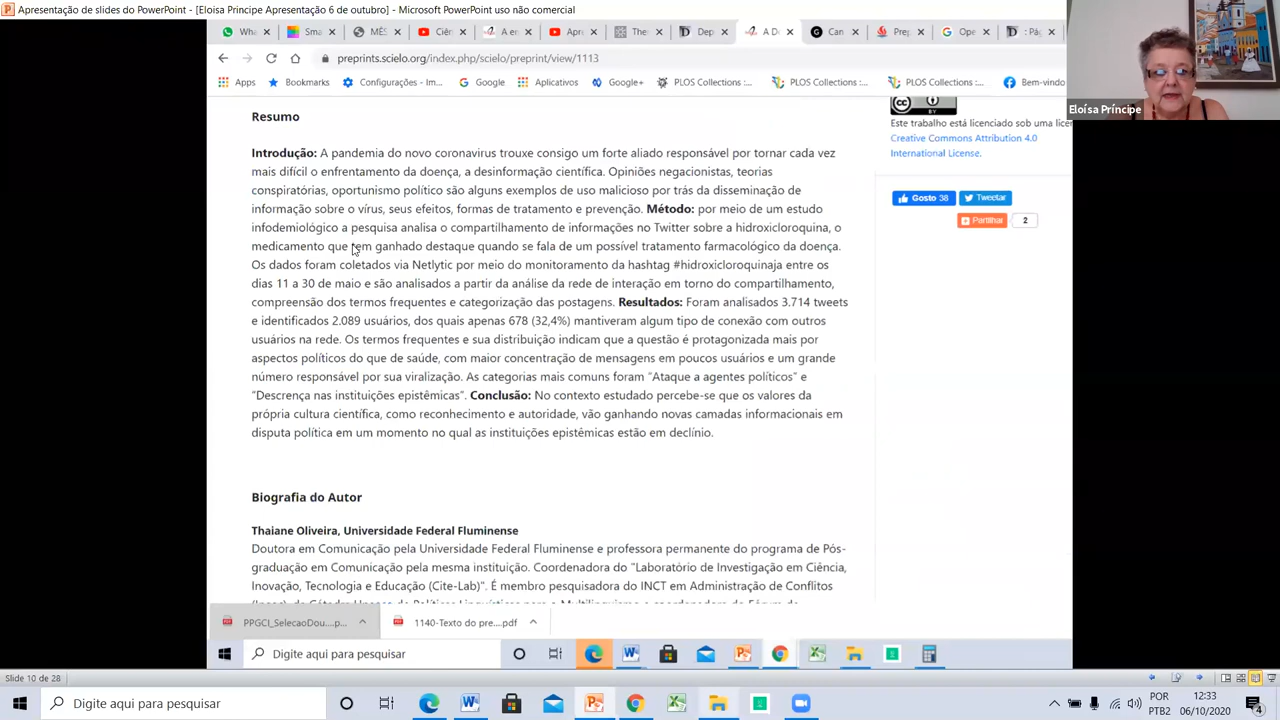 Apresentação de slides do PowerPoint - [Eloisa Principe Apresentação 6 de outubro] - Microsoft PowerPoint uso não comercial
Wha
Sma
MÊS
Ciên
A en
Apre
Thes
Dep
A D
Can
Prep
Ope
: Pág
preprints.scielo.org/index.php/scielo/preprint/view/1113
Apps
Bookmarks
Configurações - Im...
Google
Aplicativos
Google+
PLOS Collections :...
PLOS Collections :...
PLOS Collections :...
Bem-vindo
Eloísa Príncipe
Resumo
Introdução: A pandemia do novo coronavirus trouxe consigo um forte aliado responsável por tornar cada vez
mais difícil o enfrentamento da doença, a desinformação científica. Opiniões negacionistas, teorias
conspiratórias, oportunismo político são alguns exemplos de uso malicioso por trás da disseminação de
informação sobre o vírus, seus efeitos, formas de tratamento e prevenção. Método: por meio de um estudo
infodemiológico a pesquisa analisa o compartilhamento de informações no Twitter sobre a hidroxicloroquina, o
medicamento que tem ganhado destaque quando se fala de um possível tratamento farmacológico da doença.
Os dados foram coletados via Netlytic por meio do monitoramento da hashtag #hidroxicloroquinaja entre os
dias 11 a 30 de maio e são analisados a partir da análise da rede de interação em torno do compartilhamento,
compreensão dos termos frequentes e categorização das postagens. Resultados: Foram analisados 3.714 tweets
e identificados 2.089 usuários, dos quais apenas 678 (32,4%) mantiveram algum tipo de conexão com outros
usuários na rede. Os termos frequentes e sua distribuição indicam que a questão é protagonizada mais por
aspectos políticos do que de saúde, com maior concentração de mensagens em poucos usuários e um grande
número responsável por sua viralização. As categorias mais comuns foram "Ataque a agentes políticos" e
"Descrença nas instituições epistêmicas". Conclusão: No contexto estudado percebe-se que os valores da
própria cultura científica, como reconhecimento e autoridade, vão ganhando novas camadas informacionais em
disputa política em um momento no qual as instituições epistêmicas estão em declínio.
Biografia do Autor
Thaiane Oliveira, Universidade Federal Fluminense
Doutora em Comunicação pela Universidade Federal Fluminense e professora permanente do programa de Pós-
graduação em Comunicação pela mesma instituição. Coordenadora do "Laboratório de Investigação em Ciência,
Inovação, Tecnologia e Educação (Cite-Lab)". É membro pesquisadora do INCT em Administração de Conflitos
BY
Este trabalho está licenciado sob uma licen
Creative Commons Attribution 4.0
International License.
Gosto 38
Tweetar
Partilhar
2
PPGCI_SelecaoDou....p...
1140-Texto do pre....pdf
Digite aqui para pesquisar
Slide 10 de 28
Digite aqui para pesquisar
POR
PTB2
12:33
06/10/2020
4